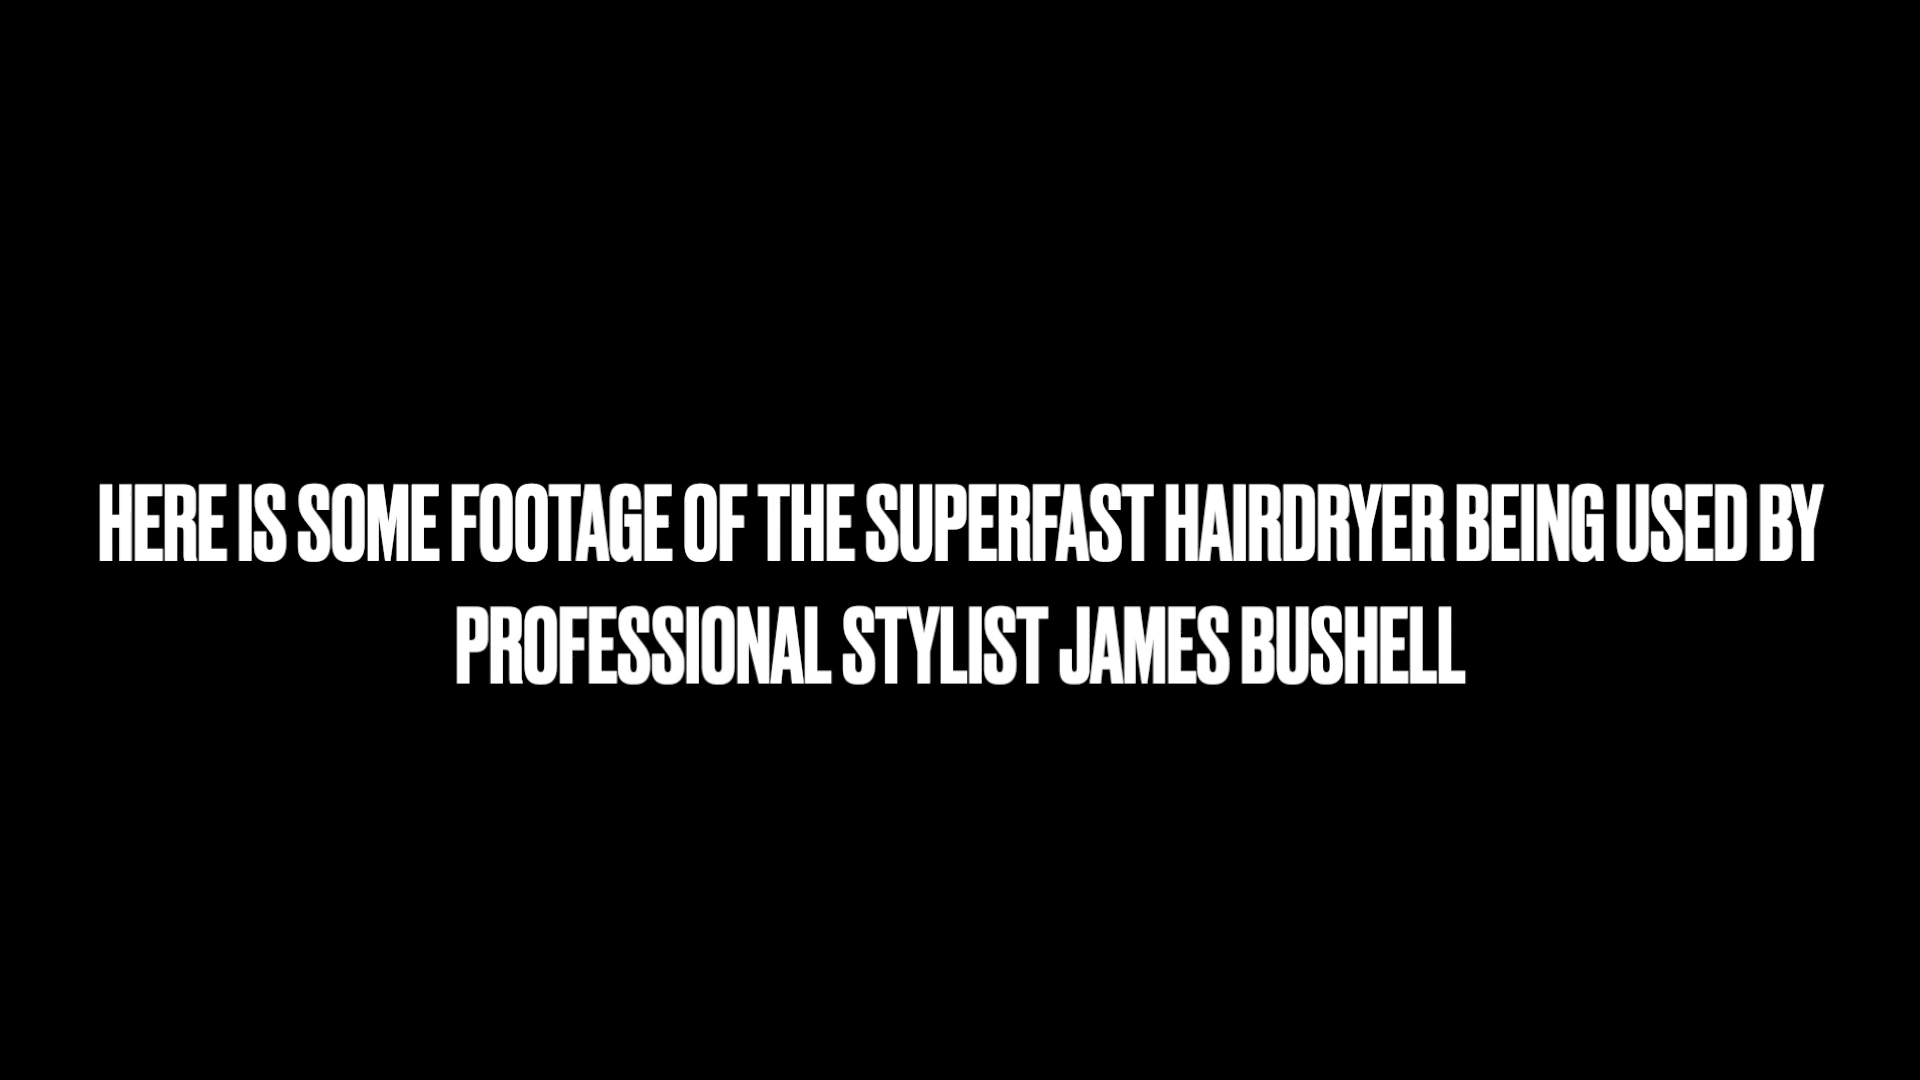 HERE IS SOME FOOTAGE OF THE SUPERFAST HAIRDRYER BEING USED BY
PROFESSIONAL STYLIST JAMES BUSHELL